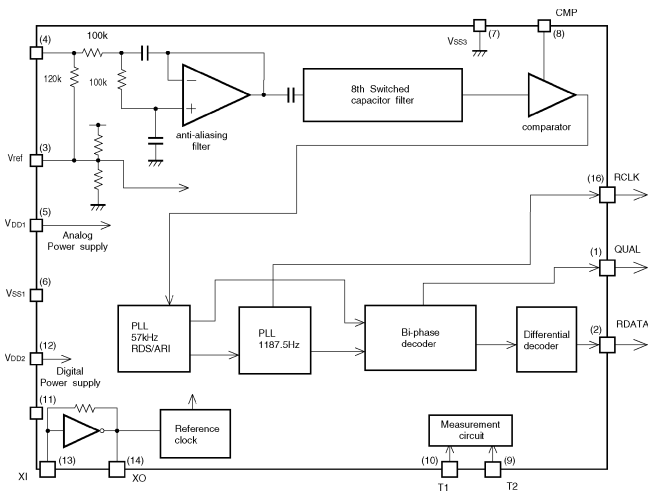 CMP
(4)
100k
VSS3
(7)
(8)
120k
100k
−
+
8th Switched
capacitor filter
comparator
anti-aliasing
filter
Vref
(3)
(16)
RCLK
VDD1
(5)
Analog
Power supply
(1)
QUAL
VSS1
(6)
PLL
57kHz
RDS/ARI
PLL
1187.5Hz
Bi-phase
decoder
Differential
decoder
(2)
RDATA
VDD2
(12)
Digital
Power supply
(11)
Reference
clock
Measurement
circuit
XI
(13)
(14)
XO
(10)
T1
(9)
T2